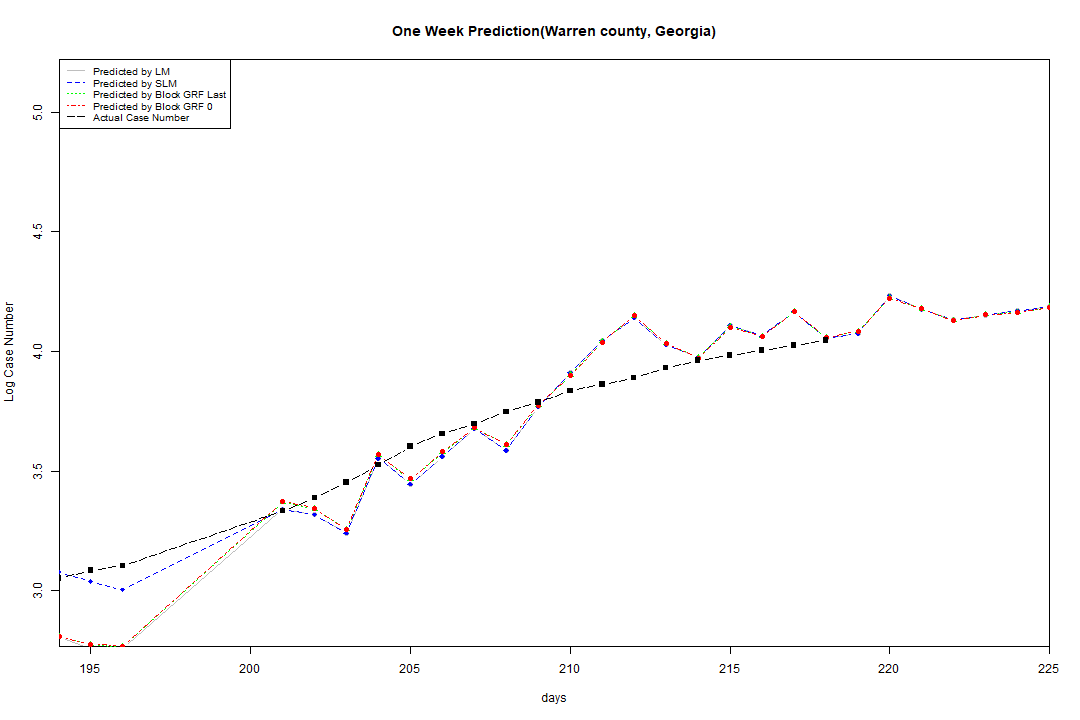 One Week Prediction(Warren county, Georgia)
Predicted by LM
Predicted by SLM
Predicted by Block GRF Last
Predicted by Block GRF 0
Actual Case Number
5.0
4.5
4.0
3.5
3.0
Log Case Number
195 200 205 210 215 220 225
days